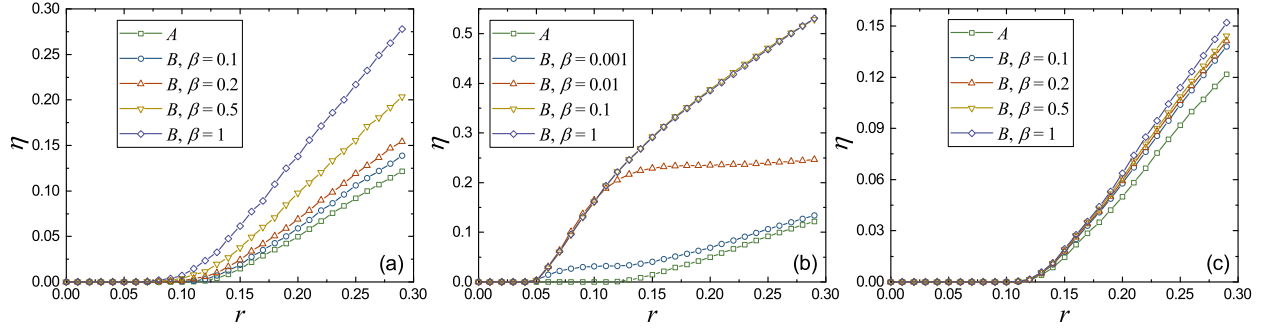 0.30
0.25
0.20
0.15
0.10
0.05
0.00
η
A
B, β = 0.1
B, β = 0.2
B, β = 0.5
B, β = 1
(a)
0.00 0.05 0.10 0.15 0.20 0.25 0.30
r
0.5
0.4
0.3
0.2
0.1
0.0
η
A
B, β = 0.001
B, β = 0.01
B, β = 0.1
B, β = 1
(b)
0.00 0.05 0.10 0.15 0.20 0.25 0.30
r
0.15
0.12
0.09
0.06
0.03
0.00
η
A
B, β = 0.1
B, β = 0.2
B, β = 0.5
B, β = 1
(c)
0.00 0.05 0.10 0.15 0.20 0.25 0.30
r